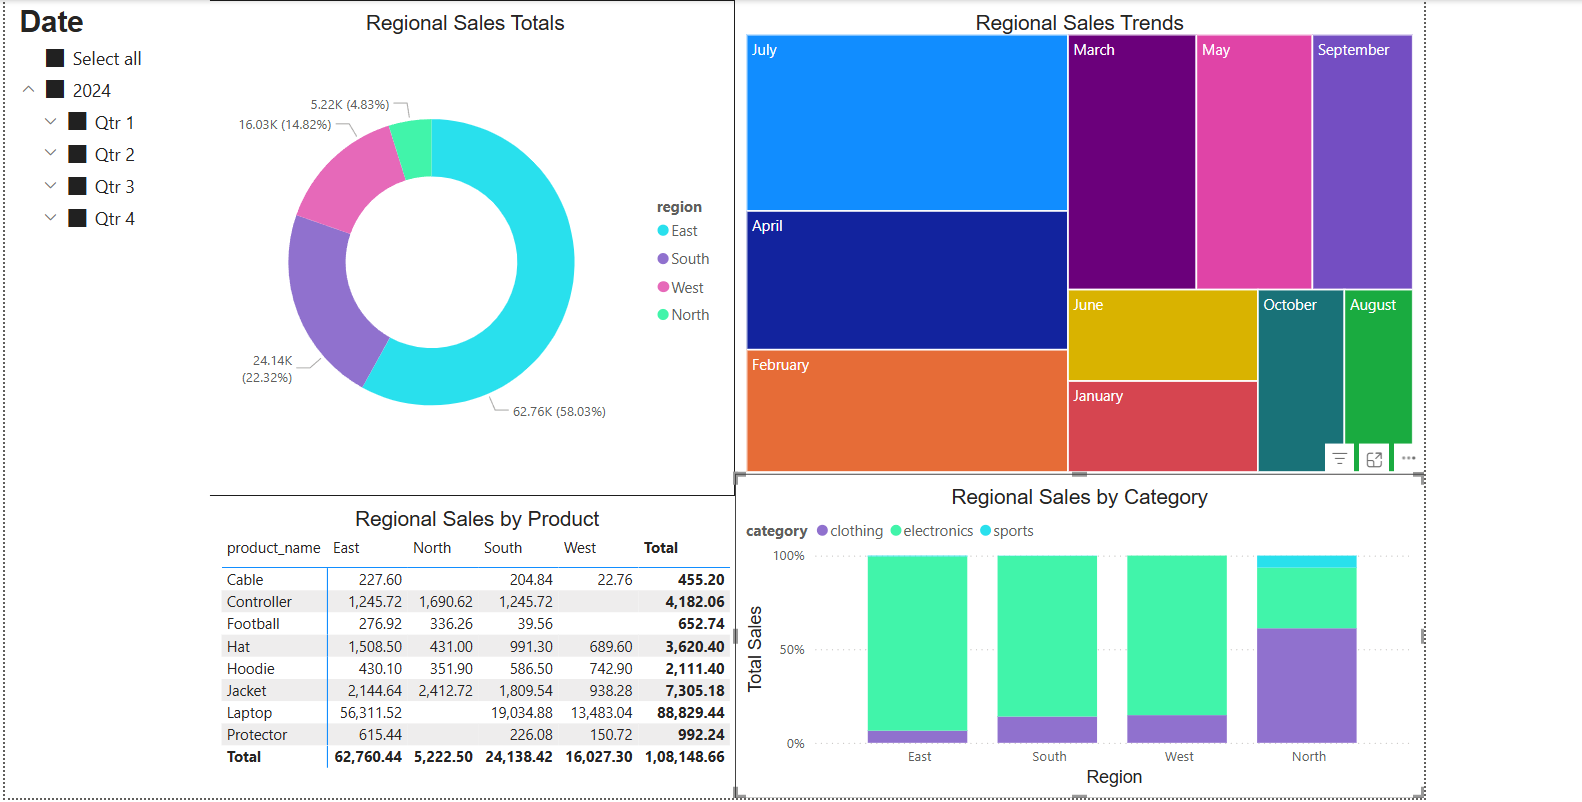 Date
Select all
2024
Qtr 1
Qtr 2
Qtr 3
Qtr 4
Regional Sales Totals
5.22K (4.83%)
16.03K (14.82%)
24.14K
(22.32%)
62.76K (58.03%)
region
East
South
West
North
Regional Sales Trends
July
April
February
March
May
September
June
January
October
August
Regional Sales by Product
product_name East North South West Total
Cable 227.60 204.84 22.76 455.20
Controller 1,245.72 1,690.62 1,245.72 4,182.06
Football 276.92 336.26 39.56 652.74
Hat 1,508.50 431.00 991.30 689.60 3,620.40
Hoodie 430.10 351.90 586.50 742.90 2,111.40
Jacket 2,144.64 2,412.72 1,809.54 938.28 7,305.18
Laptop 56,311.52 19,034.88 13,483.04 88,829.44
Protector 615.44 226.08 150.72 992.24
Total 62,760.44 5,222.50 24,138.42 16,027.30 1,08,148.66
Regional Sales by Category
category clothing electronics sports
100%
50%
0%
Total Sales
East South West North
Region